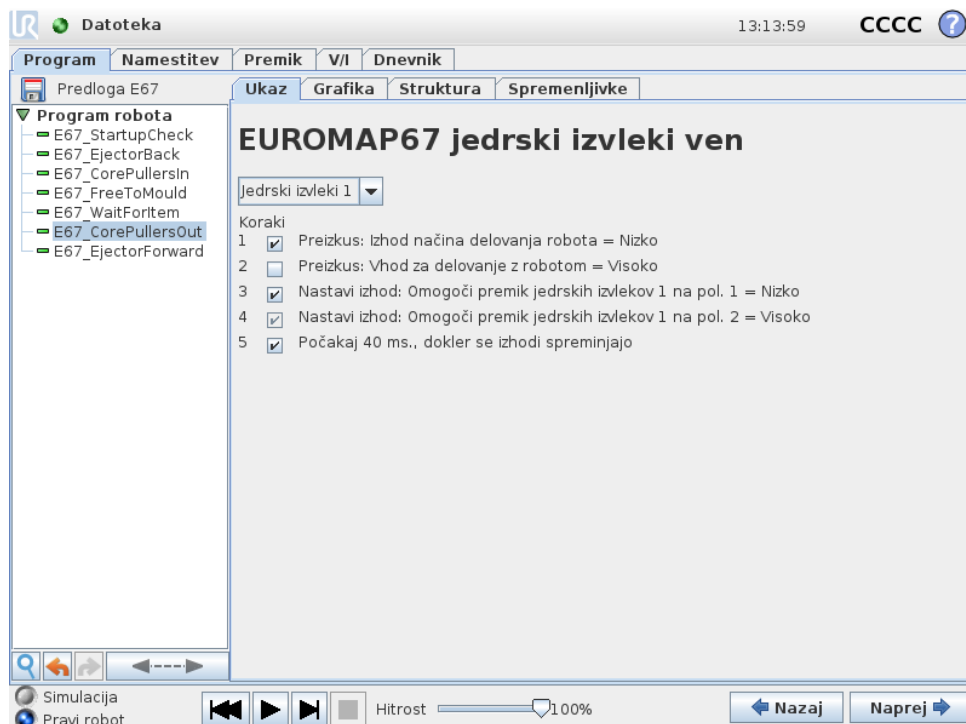 UR Datoteka 13:13:59 CCCC ?
Program Namestitev Premik V/I Dnevnik
Predloga E67
Ukaz Grafika Struktura Spremenljivke
Program robota
E67_StartupCheck
E67_EjectorBack
E67_CorePullersIn
E67_FreeToMould
E67_WaitForItem
E67_CorePullersOut
E67_EjectorForward
EUROMAP67 jedrski izvleki ven
Jedrski izvleki 1
Koraki
1 Preizkus: Izhod načina delovanja robota = Nizko
2 Preizkus: Vhod za delovanje z robotom = Visoko
3 Nastavi izhod: Omogoči premik jedrskih izvlekov 1 na pol. 1 = Nizko
4 Nastavi izhod: Omogoči premik jedrskih izvlekov 1 na pol. 2 = Visoko
5 Počakaj 40 ms., dokler se izhodi spreminjajo
Simulacija
Pravi robot
Hitrost 100%
Nazaj Naprej